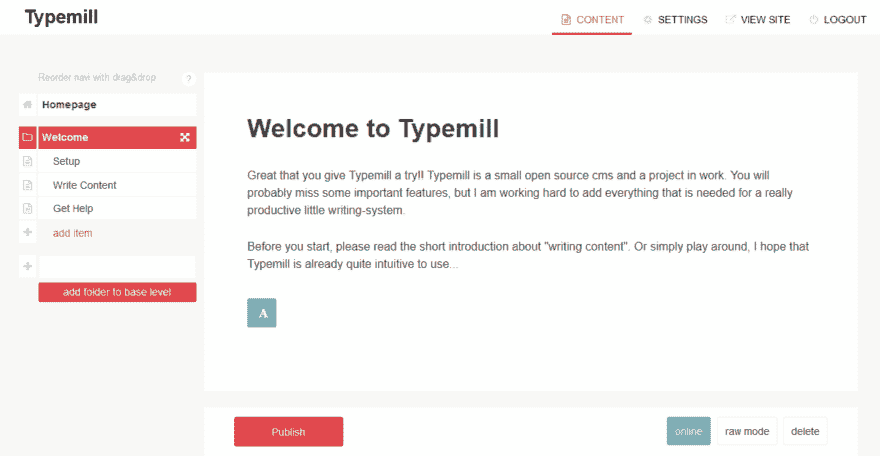 Typemill
CONTENT
SETTINGS
VIEW SITE
LOGOUT
Reorder navi with drag&drop
?
Homepage
Welcome
Setup
Write Content
Get Help
add item
add folder to base level
Welcome to Typemill
Great that you give Typemill a try!! Typemill is a small open source cms and a project in work. You will
probably miss some important features, but I am working hard to add everything that is needed for a really
productive little writing-system.
Before you start, please read the short introduction about "writing content". Or simply play around, I hope that
Typemill is already quite intuitive to use...
A
Publish
online
raw mode
delete